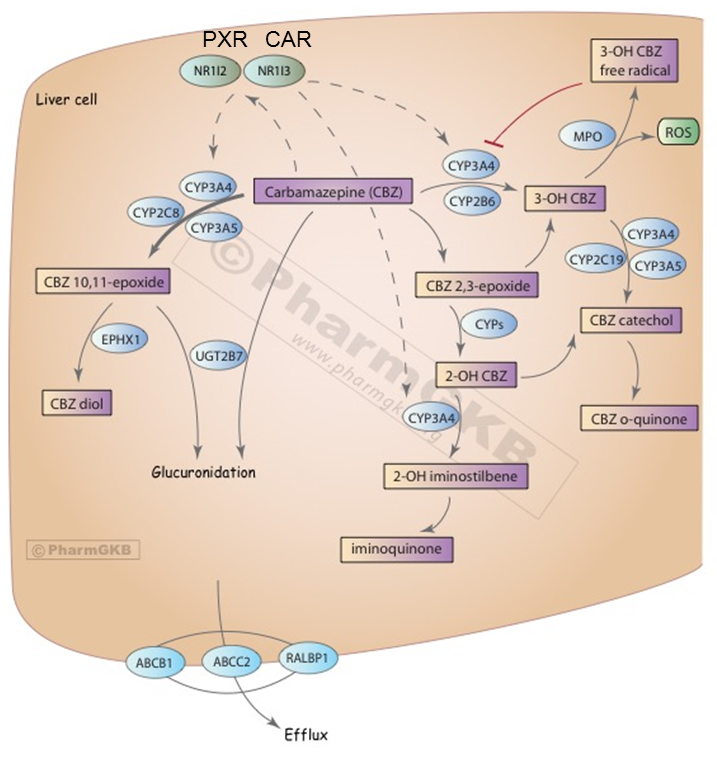 PXR CAR
NR1I2 NR1I3
Liver cell
3-OH CBZ
free radical
MPO
ROS
CYP3A4
CYP2B6
3-OH CBZ
CYP3A4
CYP2C8
CYP3A5
Carbamazepine (CBZ)
CYP3A4
CYP2C19
CYP3A5
CBZ 10,11-epoxide
CBZ 2,3-epoxide
CYPs
CBZ catechol
EPHX1
UGT2B7
2-OH CBZ
CBZ diol
CYP3A4
CBZ o-quinone
Glucuronidation
2-OH iminostilbene
iminoquinone
© PharmGKB
www.pharmgkb.org
© PharmGKB
ABCB1
ABCC2
RALBP1
Efflux